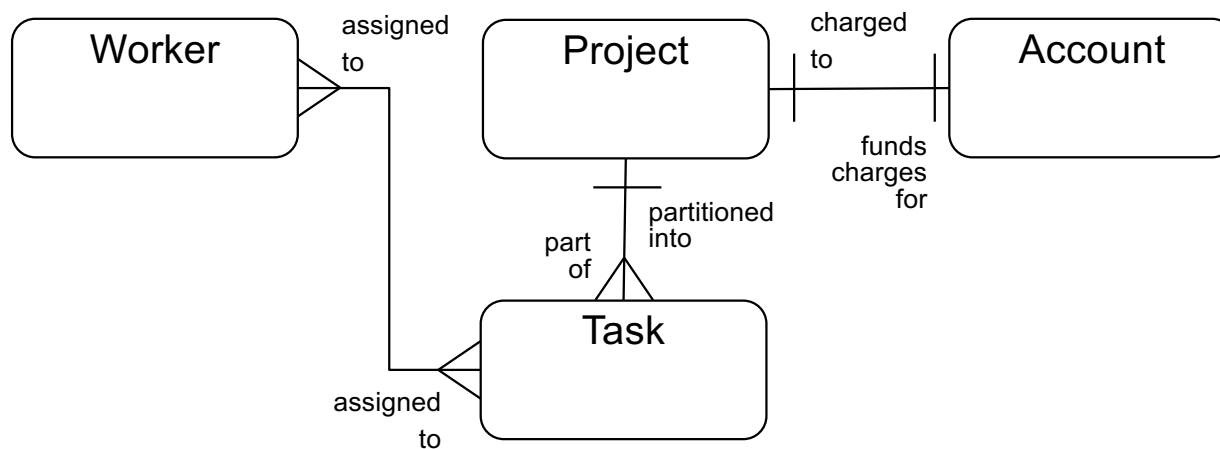 Worker
assigned
to
Project
charged
to
Account
funds
charges
for
partitioned
into
part
of
Task
assigned
to